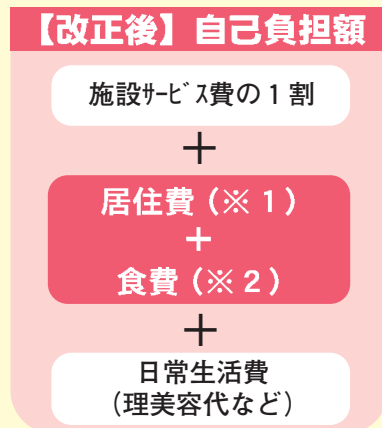 【改正後】自己負担額
施設ｻｰﾋﾞｽ費の１割
＋
居住費（※１）
＋
食費（※２）
＋
日常生活費
（理美容代など）